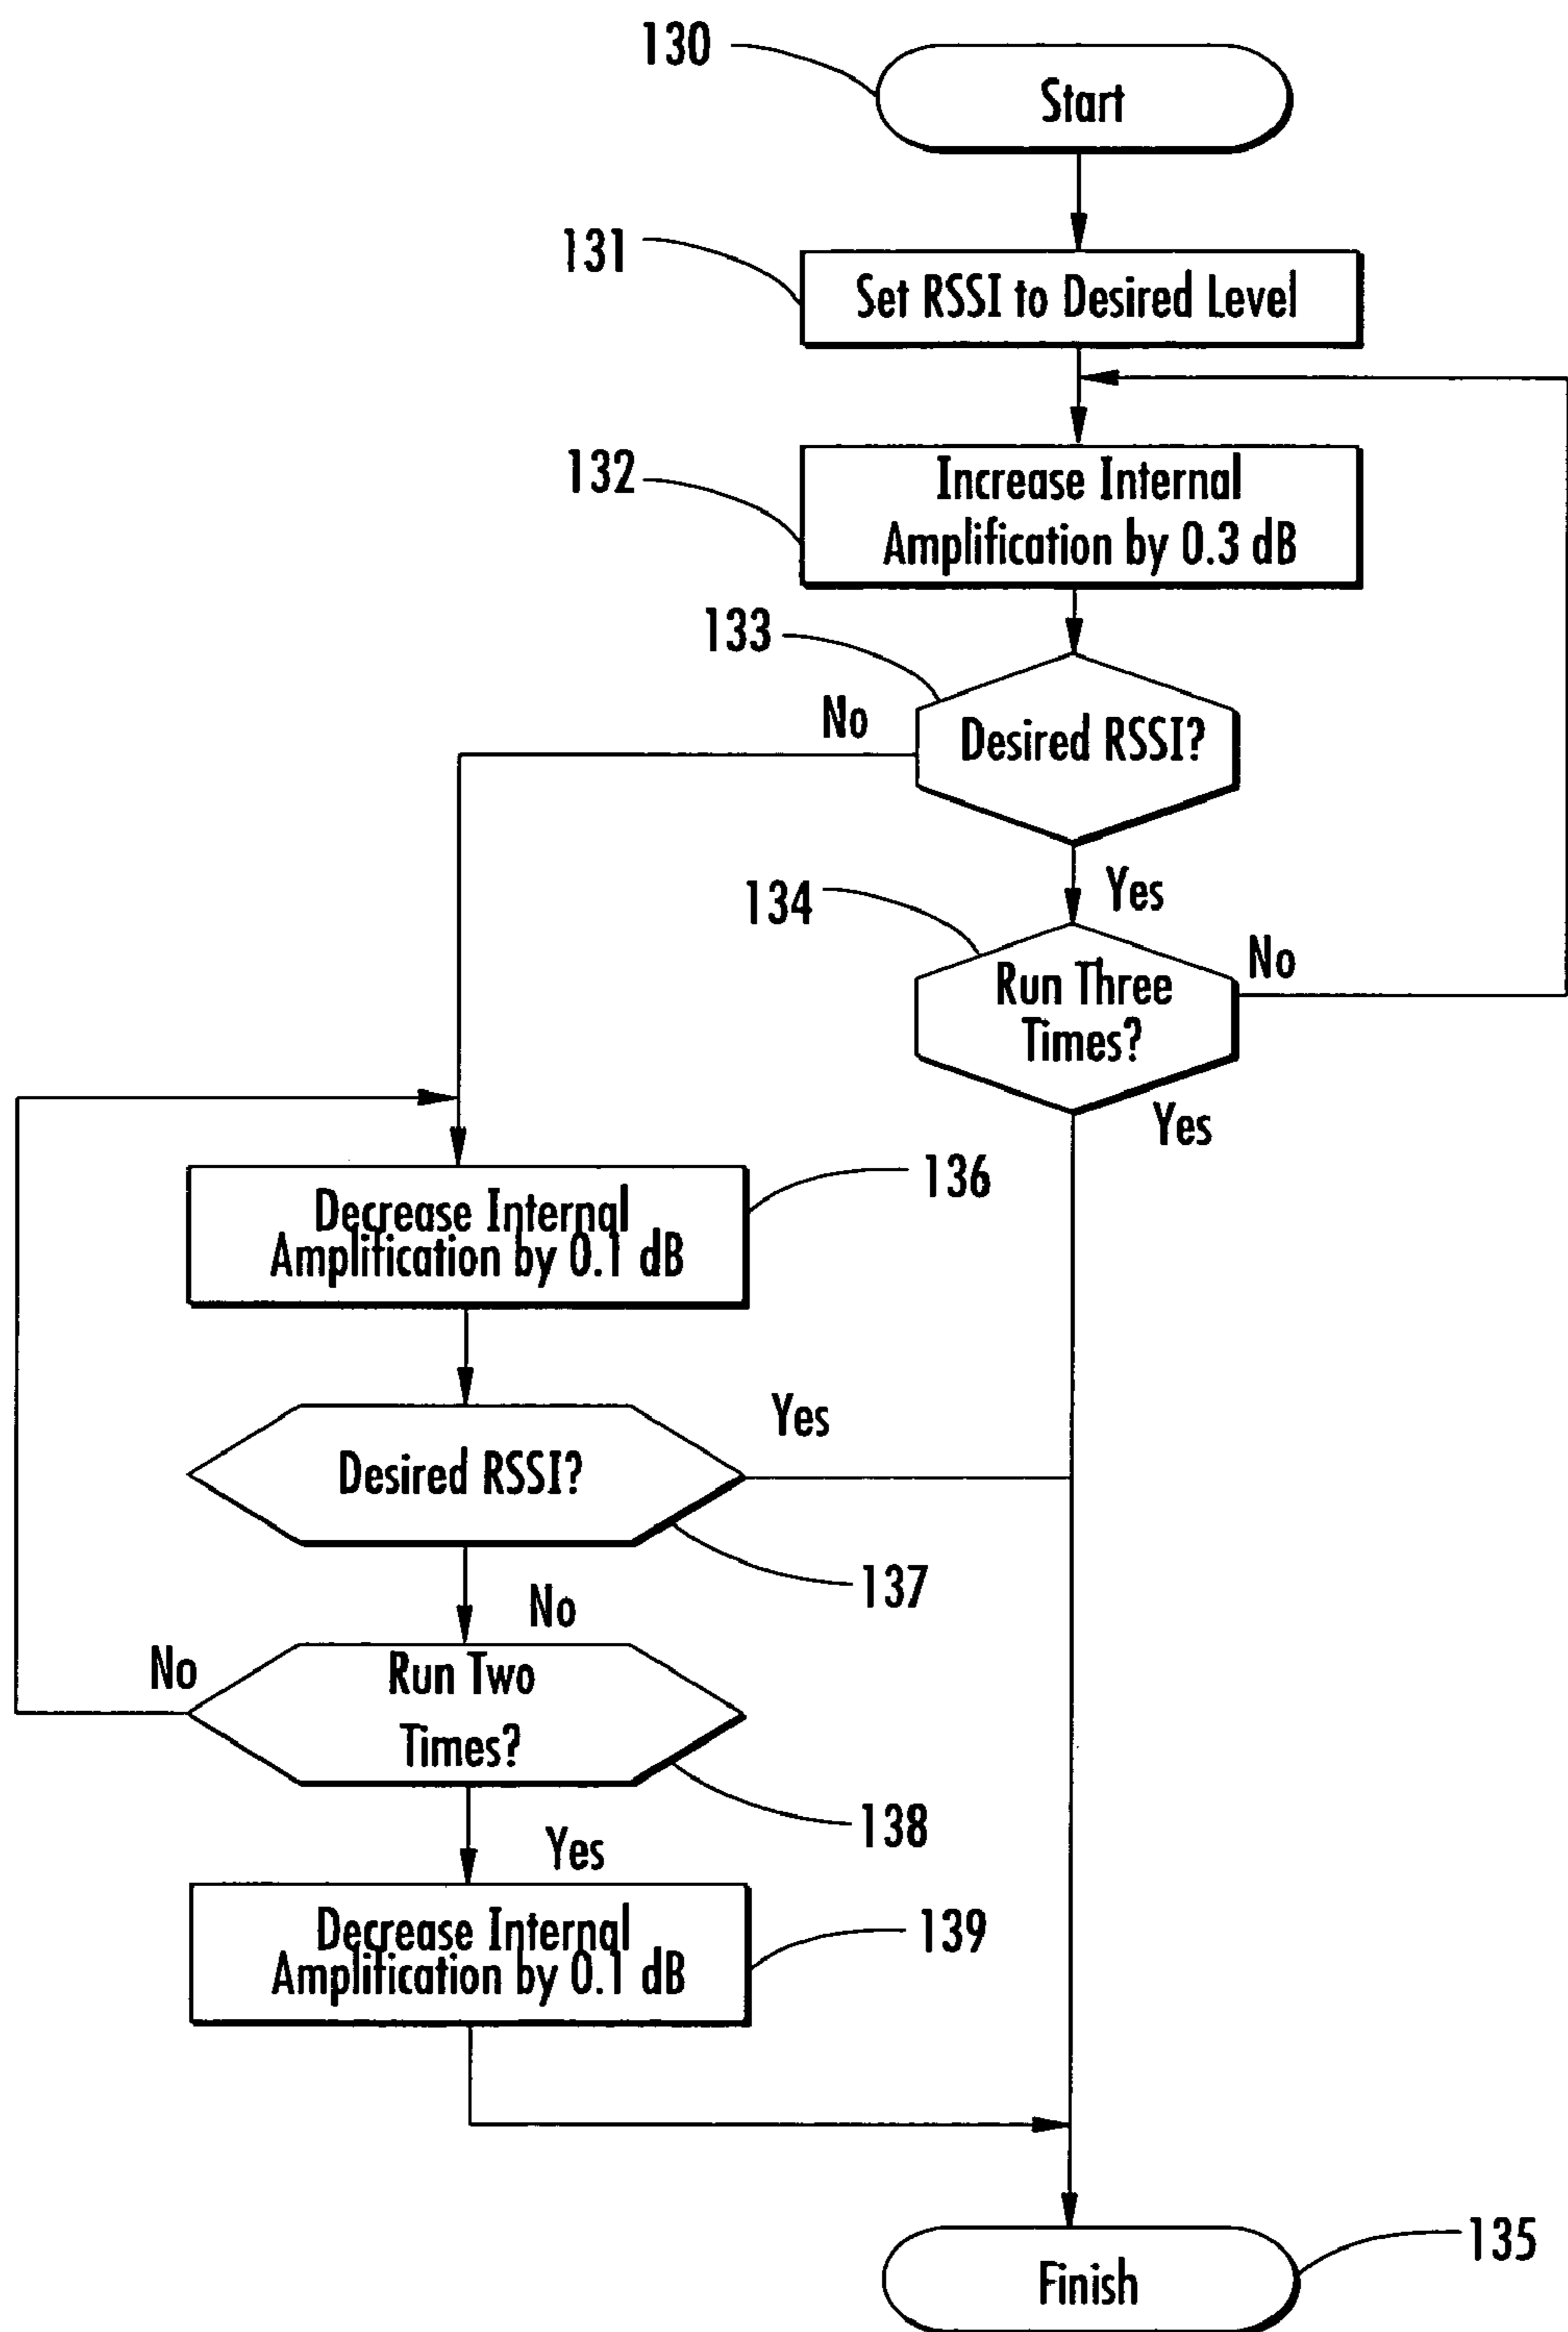 130
Start
131
Set RSSI to Desired Level
132
Increase Internal
Amplification by 0.3 dB
133
No
Desired RSSI?
Yes
134
No
Run Three
Times?
Yes
136
Decrease Internal
Amplification by 0.1 dB
Yes
Desired RSSI?
137
No
No
Run Two
Times?
138
Yes
139
Decrease Internal
Amplification by 0.1 dB
135
Finish